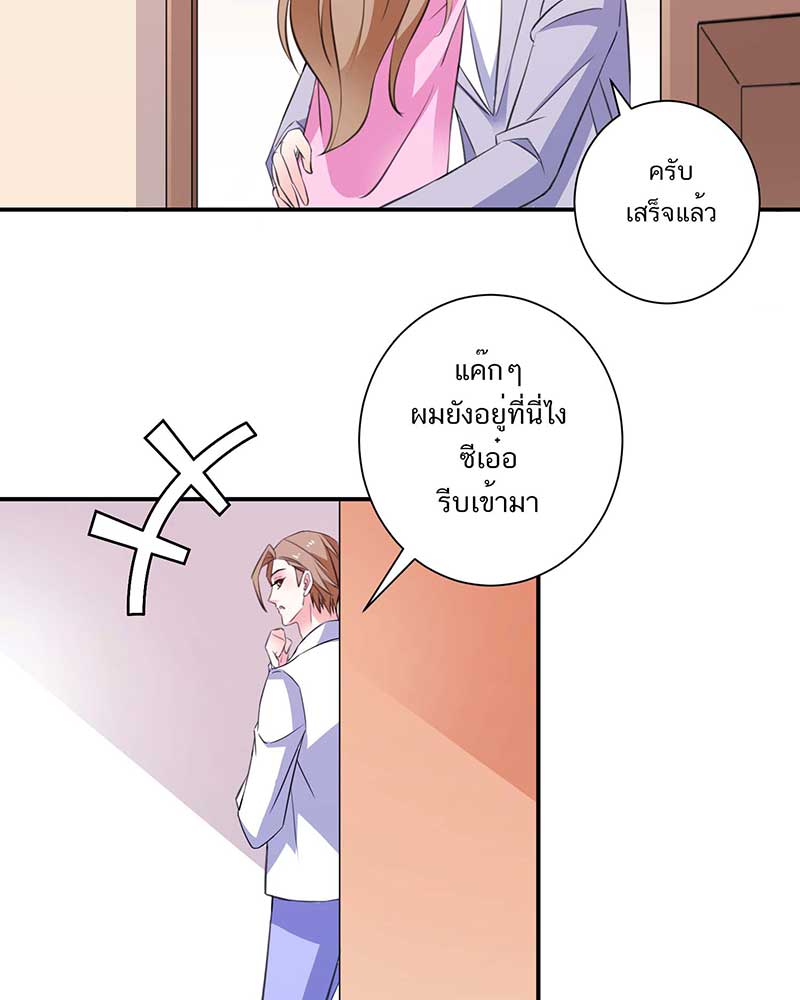 ครับ
เสร็จแล้ว
แค๊กๆ
ผมยังอยู่ที่นี่ไง
ซีเอ๋อ
รีบเข้ามา